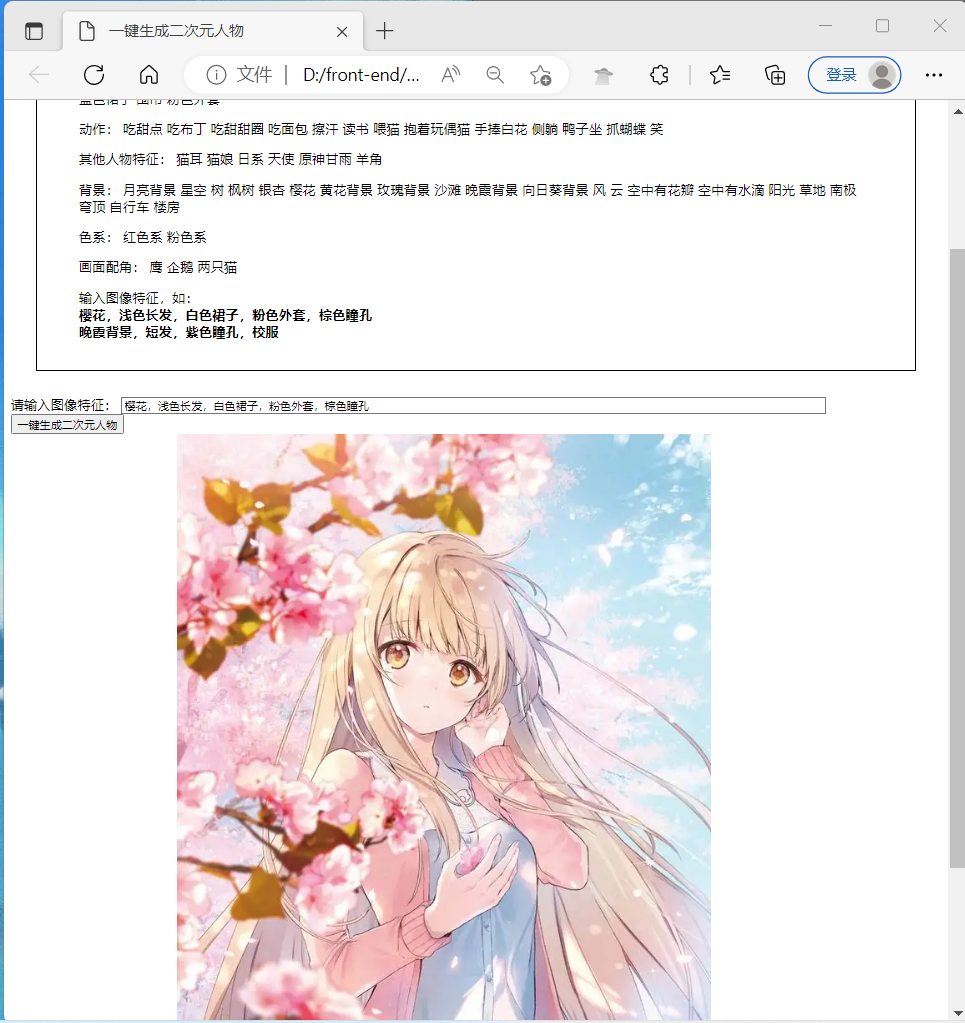 一键生成二次元人物
文件
D:/front-end/...
登录
蓝色裙子 围巾 粉色外套
动作： 吃甜点 吃布丁 吃甜甜圈 吃面包 擦汗 读书 喂猫 抱着玩偶猫 手捧白花 侧躺 鸭子坐 抓蝴蝶 笑
其他人物特征： 猫耳 猫娘 日系 天使 原神甘雨 羊角
背景： 月亮背景 星空 树 枫树 银杏 樱花 黄花背景 玫瑰背景 沙滩 晚霞背景 向日葵背景 风 云 空中有花瓣 空中有水滴 阳光 草地 南极
穹顶 自行车 楼房
色系： 红色系 粉色系
画面配角： 鹰 企鹅 两只猫
输入图像特征，如：
樱花，浅色长发，白色裙子，粉色外套，棕色瞳孔
晚霞背景，短发，紫色瞳孔，校服
请输入图像特征： 樱花，浅色长发，白色裙子，粉色外套，棕色瞳孔
一键生成二次元人物